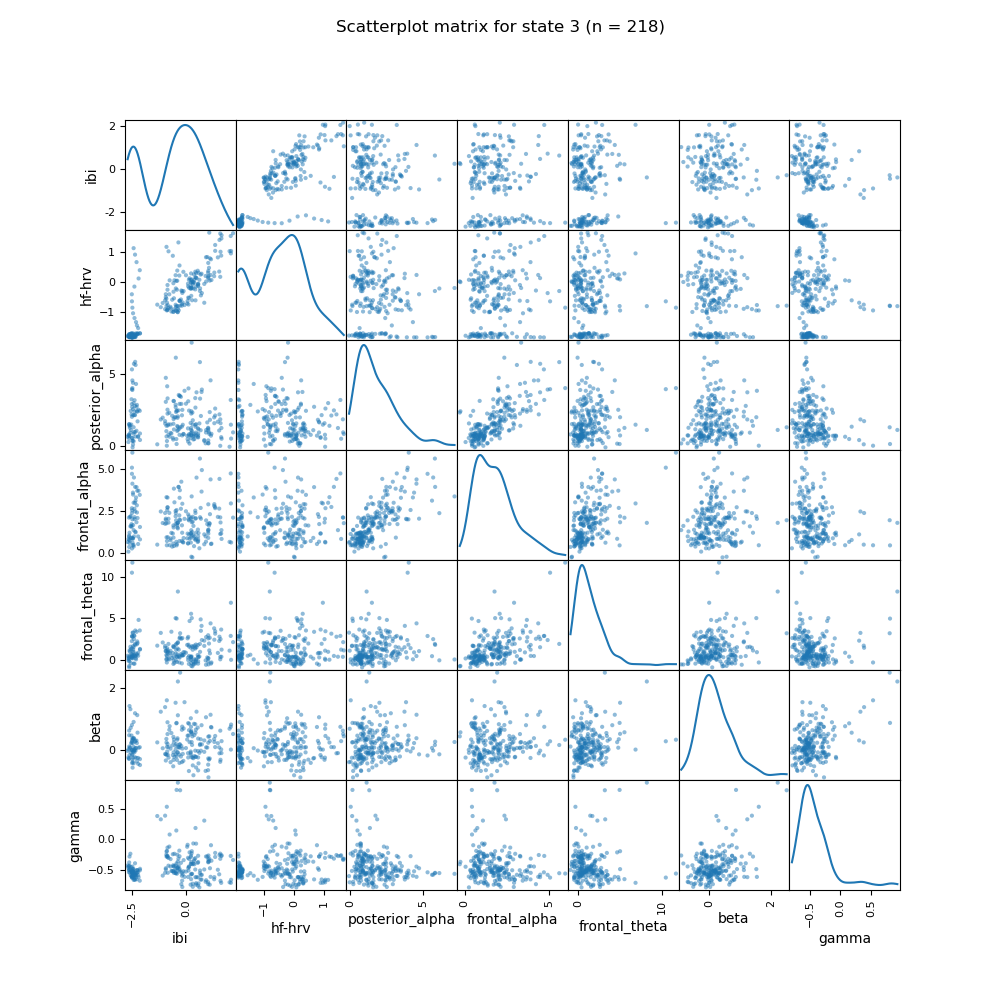 Scatterplot matrix for state 3 (n = 218)
2
0
−2
ibi
1
0
−1
hf-hrv
5
0
posterior_alpha
5.0
2.5
0.0
frontal_alpha
10
5
0
frontal_theta
2
0
beta
0.5
0.0
−0.5
gamma
−2.5
0.0
ibi
−1
0
1
hf-hrv
0
5
posterior_alpha
0
5
frontal_alpha
0
10
frontal_theta
0
2
beta
−0.5
0.0
0.5
gamma